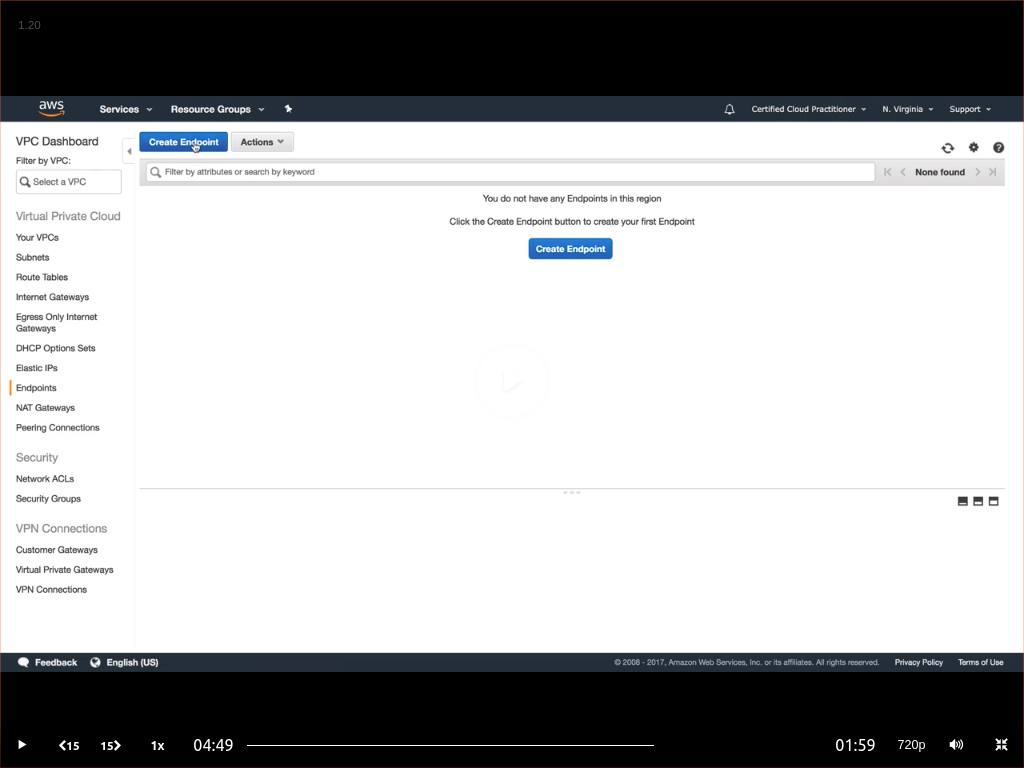 1.20
aws Services Resource Groups Certified Cloud Practitioner N. Virginia Support
VPC Dashboard
Filter by VPC:
Select a VPC
Virtual Private Cloud
Your VPCs
Subnets
Route Tables
Internet Gateways
Egress Only Internet
Gateways
DHCP Options Sets
Elastic IPs
Endpoints
NAT Gateways
Peering Connections
Security
Network ACLs
Security Groups
VPN Connections
Customer Gateways
Virtual Private Gateways
VPN Connections
Create Endpoint Actions
Filter by attributes or search by keyword None found
You do not have any Endpoints in this region
Click the Create Endpoint button to create your first Endpoint
Create Endpoint
Feedback English (US) © 2008 - 2017, Amazon Web Services, Inc. or its affiliates. All rights reserved. Privacy Policy Terms of Use
15 15 1x 04:49 01:59 720p